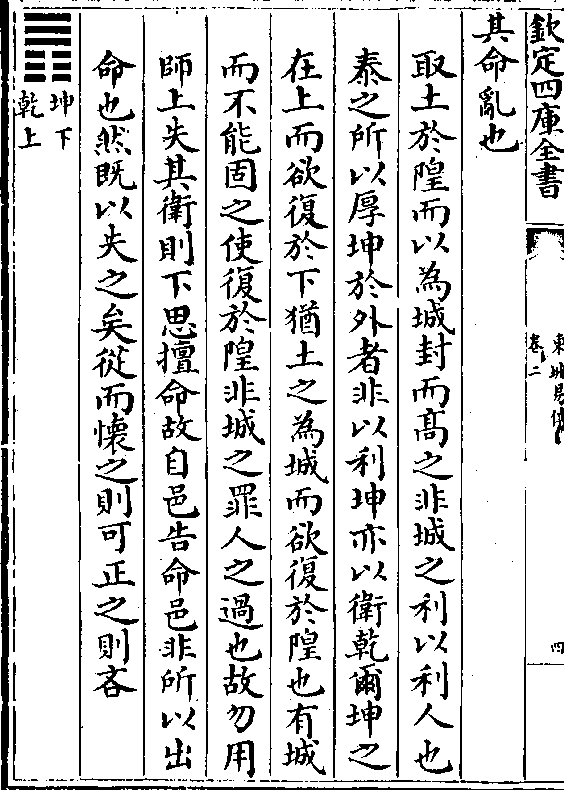 欽定四庫全書
東坡易傳
卷二
四
其命亂也
取土於隍而以為城封而髙之非城之利以利人也
泰之所以厚坤於外者非以利坤亦以衛乾爾坤之
在上而欲復於下猶土之為城而欲復於隍也有城
而不能固之使復於隍非城之罪人之過也故勿用
師上失其衛則下思擅命故自邑告命邑非所以出
命也然既以失之矣從而懷之則可正之則吝
坤下
乾上